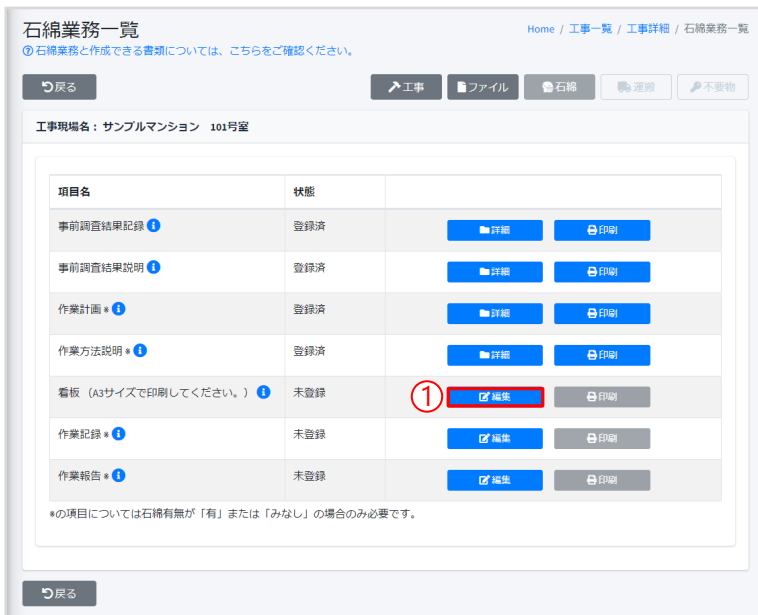 石綿業務一覧
Home / 工事一覧 / 工事詳細 / 石綿業務一覧
石綿業務と作成できる書類については、こちらをご確認ください。
戻る 工事 ファイル 石綿 運搬 不要物
工事現場名： サンプルマンション 101号室
項目名 状態
事前調査結果記録 登録済 詳細 印刷
事前調査結果説明 登録済 詳細 印刷
作業計画※ 登録済 詳細 印刷
作業方法説明※ 登録済 詳細 印刷
看板 （A3サイズで印刷してください。） 未登録 ① 編集 印刷
作業記録※ 未登録 編集 印刷
作業報告※ 未登録 編集 印刷
※の項目については石綿有無が「有」または「みなし」の場合のみ必要です。
戻る